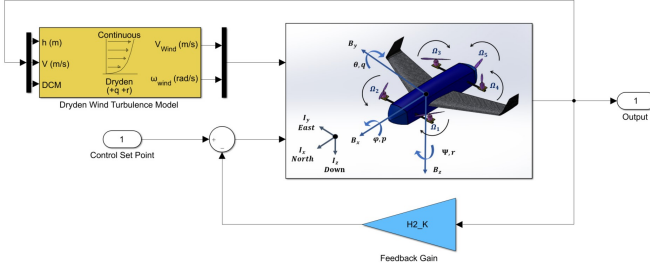 h (m)
V (m/s)
DCM
Continuous
Dryden
(+q +r)
V_Wind (m/s)
ω_wind (rad/s)
Dryden Wind Turbulence Model
1
Control Set Point
+
−
B_y
θ,q
Ω_3
Ω_5
Ω_2
Ω_4
Ω_1
I_y
East
I_x
North
I_z
Down
B_x
φ,p
Ψ,r
B_z
1
Output
H2_K
Feedback Gain